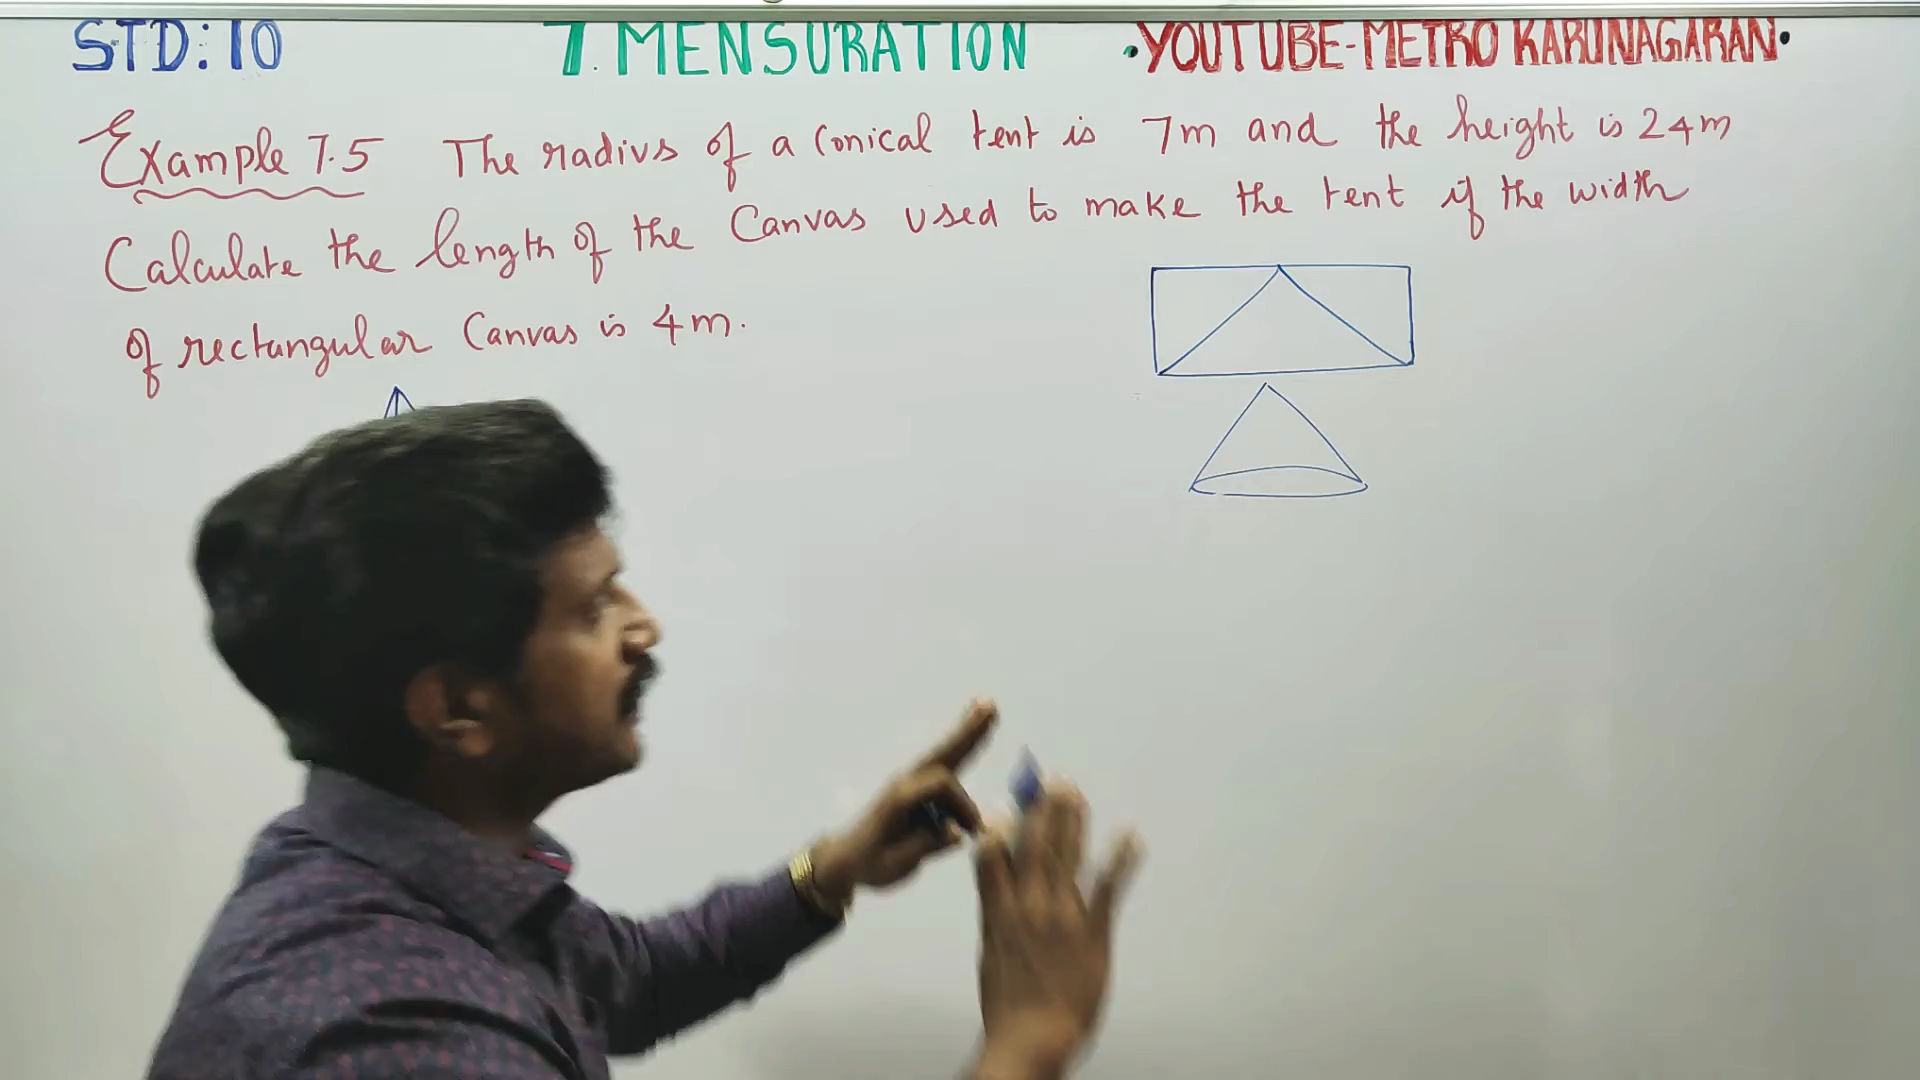 STD:10 7. MENSURATION •YOUTUBE-METRO KARUNAGARAN•
Example 7.5 The radius of a conical tent is 7m and the height is 24m
Calculate the length of the Canvas used to make the tent if the width
of rectangular Canvas is 4m.